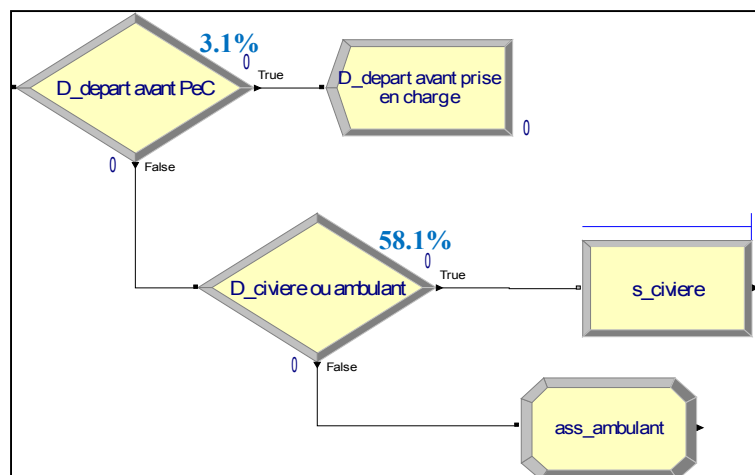 3.1%
0
True
D_depart avant PeC
D_depart avant prise
en charge
0
0
False
58.1%
0
True
D_civiere ou ambulant
s_civiere
0
False
ass_ambulant